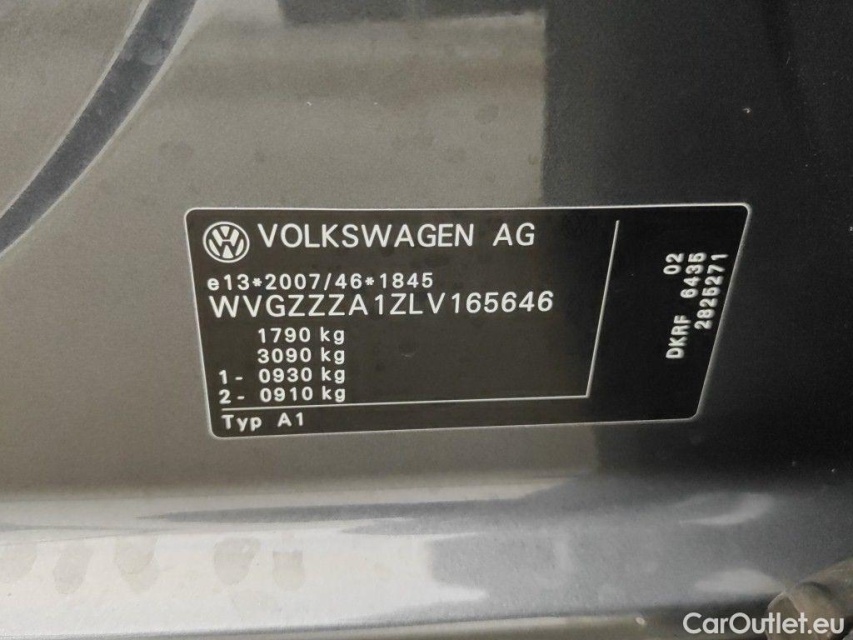 VOLKSWAGEN AG
e13*2007/46*1845
WVGZZZA1ZLV165646
1790 kg
3090 kg
1- 0930 kg
2- 0910 kg
Typ A1
02
DKRF 6435
2825271
CarOutlet.eu